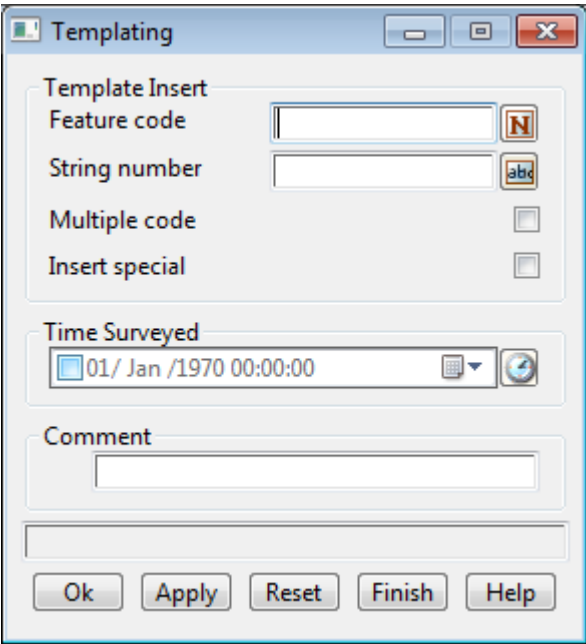 Templating
Template Insert
Feature code
N
String number
abc
Multiple code
Insert special
Time Surveyed
01/ Jan /1970 00:00:00
Comment
Ok Apply Reset Finish Help